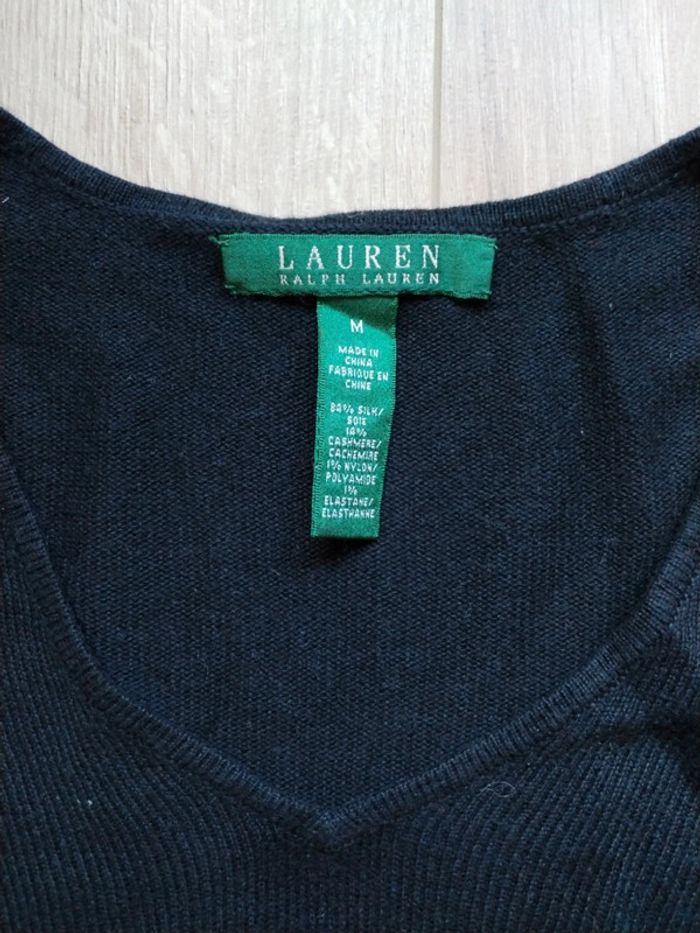 LAUREN
RALPH LAUREN
M
MADE IN
CHINA
FABRIQUE EN
CHINE
84% SILK/
SOIE
14%
CASHMERE/
CACHEMIRE
1% NYLON/
POLYAMIDE
1%
ELASTANE/
ELASTHANNE